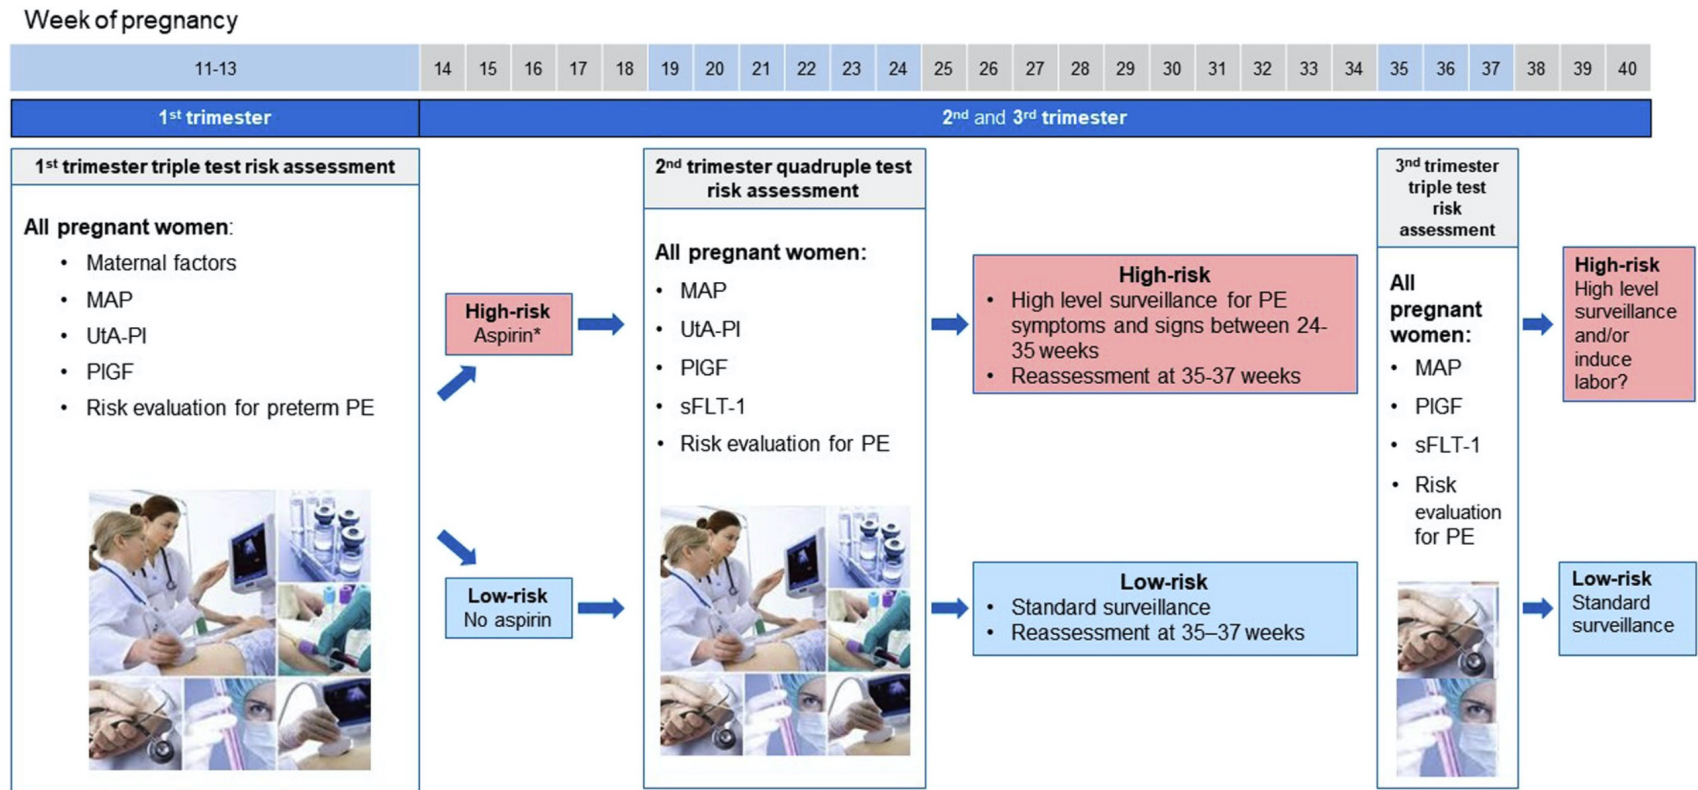 Week of pregnancy
11-13 14 15 16 17 18 19 20 21 22 23 24 25 26 27 28 29 30 31 32 33 34 35 36 37 38 39 40
1st trimester
2nd and 3rd trimester
1st trimester triple test risk assessment
All pregnant women:
• Maternal factors
• MAP
• UtA-PI
• PlGF
• Risk evaluation for preterm PE
High-risk
Aspirin*
Low-risk
No aspirin
2nd trimester quadruple test
risk assessment
All pregnant women:
• MAP
• UtA-PI
• PlGF
• sFLT-1
• Risk evaluation for PE
High-risk
• High level surveillance for PE
symptoms and signs between 24-
35 weeks
• Reassessment at 35-37 weeks
Low-risk
• Standard surveillance
• Reassessment at 35–37 weeks
3nd trimester
triple test
risk
assessment
All
pregnant
women:
• MAP
• PlGF
• sFLT-1
• Risk
evaluation
for PE
High-risk
High level
surveillance
and/or
induce
labor?
Low-risk
Standard
surveillance